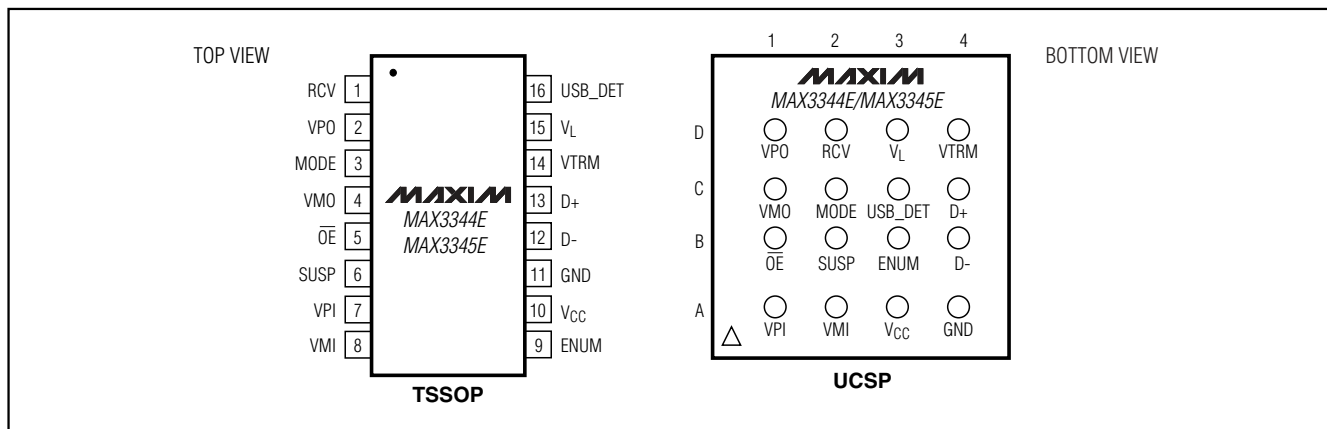 TOP VIEW
RCV 1
VPO 2
MODE 3
VMO 4
O̅E̅ 5
SUSP 6
VPI 7
VMI 8
MAXIM
MAX3344E
MAX3345E
16 USB_DET
15 VL
14 VTRM
13 D+
12 D-
11 GND
10 VCC
9 ENUM
TSSOP
BOTTOM VIEW
1 2 3 4
MAXIM
MAX3344E/MAX3345E
D
VPO RCV VL VTRM
C
VMO MODE USB_DET D+
B
O̅E̅ SUSP ENUM D-
A
VPI VMI VCC GND
UCSP